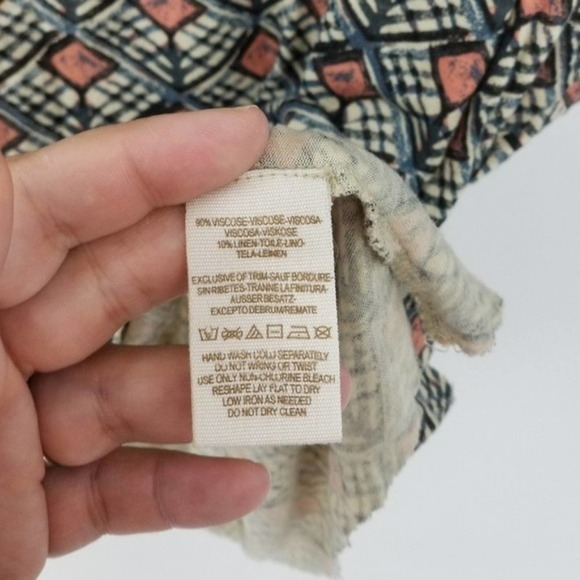 90% VISCOSE-VISCOSE-VISCOSA
VISCOSA-VISKOSE
10% LINEN-TOILE-LINO-
TELA-LEINEN
EXCLUSIVE OF TRIM-SAUF BORDURE-
SIN RIBETES-TRANNE LA FINITURA-
AUSSER BESATZ-
EXCEPTO DEBRUM/REMATE
HAND WASH COLD SEPARATELY
DO NOT WRING OR TWIST
USE ONLY NON-CHLORINE BLEACH
RESHAPE LAY FLAT TO DRY
LOW IRON AS NEEDED
DO NOT DRY CLEAN